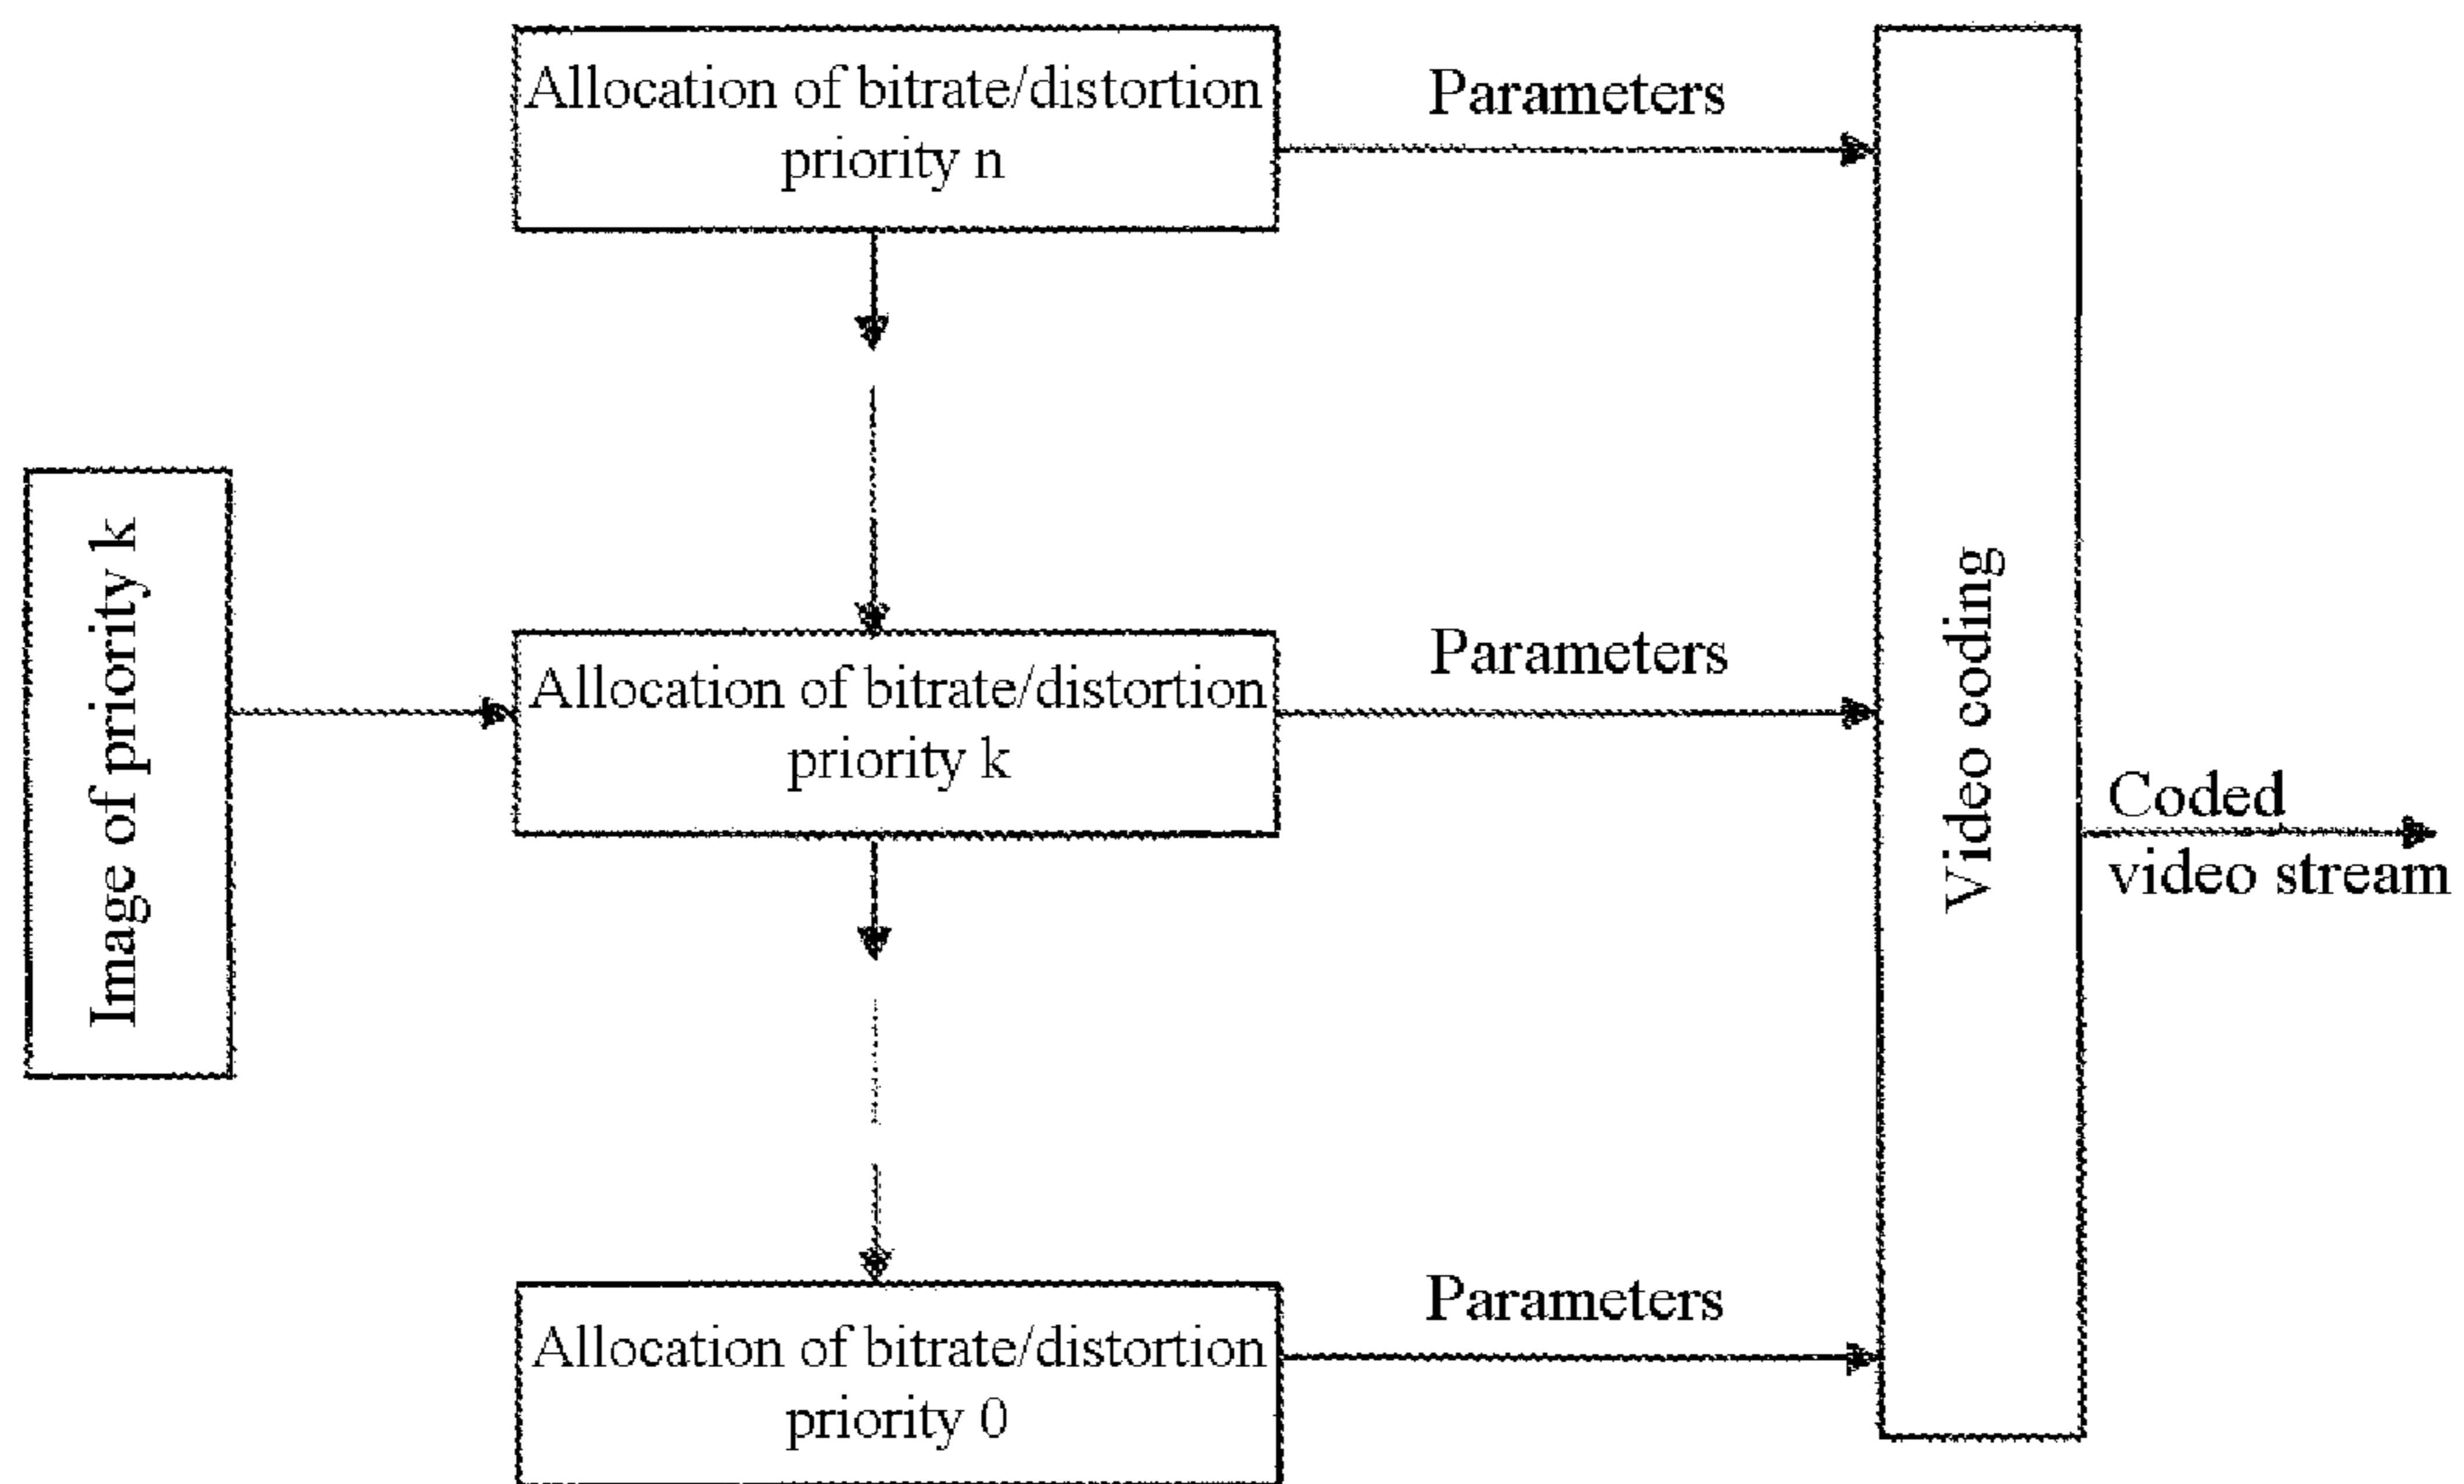 Allocation of bitrate/distortion
priority n
Parameters
Image of priority k
Allocation of bitrate/distortion
priority k
Parameters
Video coding
Coded
video stream
Allocation of bitrate/distortion
priority 0
Parameters